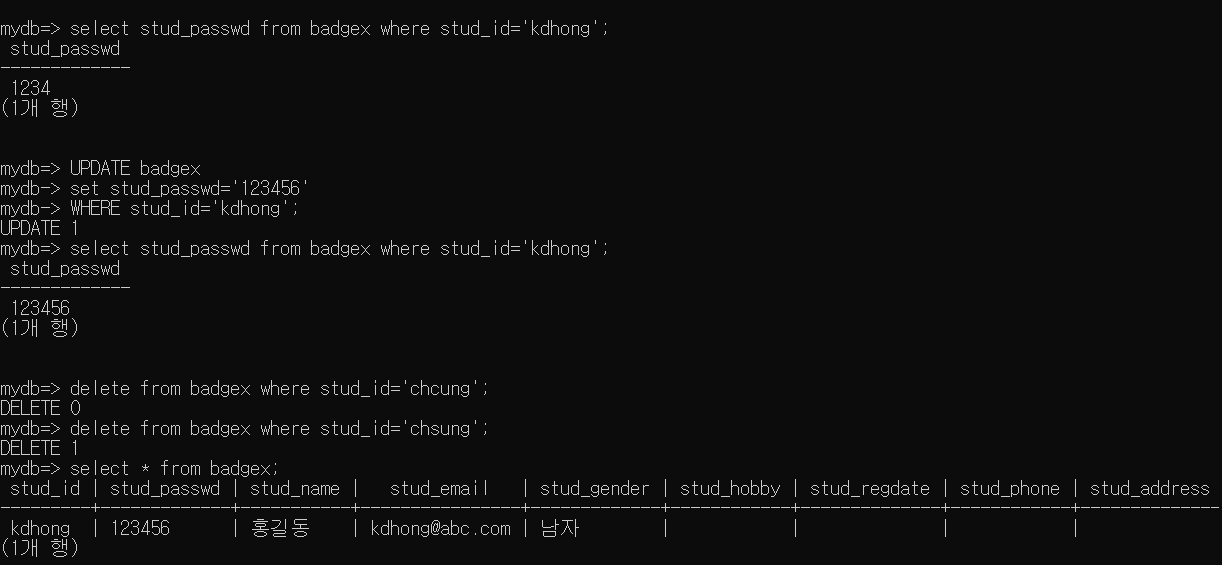 mydb=> select stud_passwd from badgex where stud_id='kdhong';
 stud_passwd
-------------
 1234
(1개 행)
mydb=> UPDATE badgex
mydb-> set stud_passwd='123456'
mydb-> WHERE stud_id='kdhong';
UPDATE 1
mydb=> select stud_passwd from badgex where stud_id='kdhong';
 stud_passwd
-------------
 123456
(1개 행)
mydb=> delete from badgex where stud_id='chcung';
DELETE 0
mydb=> delete from badgex where stud_id='chsung';
DELETE 1
mydb=> select * from badgex;
 stud_id | stud_passwd | stud_name |   stud_email   | stud_gender | stud_hobby | stud_regdate | stud_phone | stud_address
---------+-------------+-----------+----------------+-------------+------------+--------------+------------+--------------
 kdhong  | 123456      | 홍길동    | kdhong@abc.com | 남자        |            |              |            |
(1개 행)